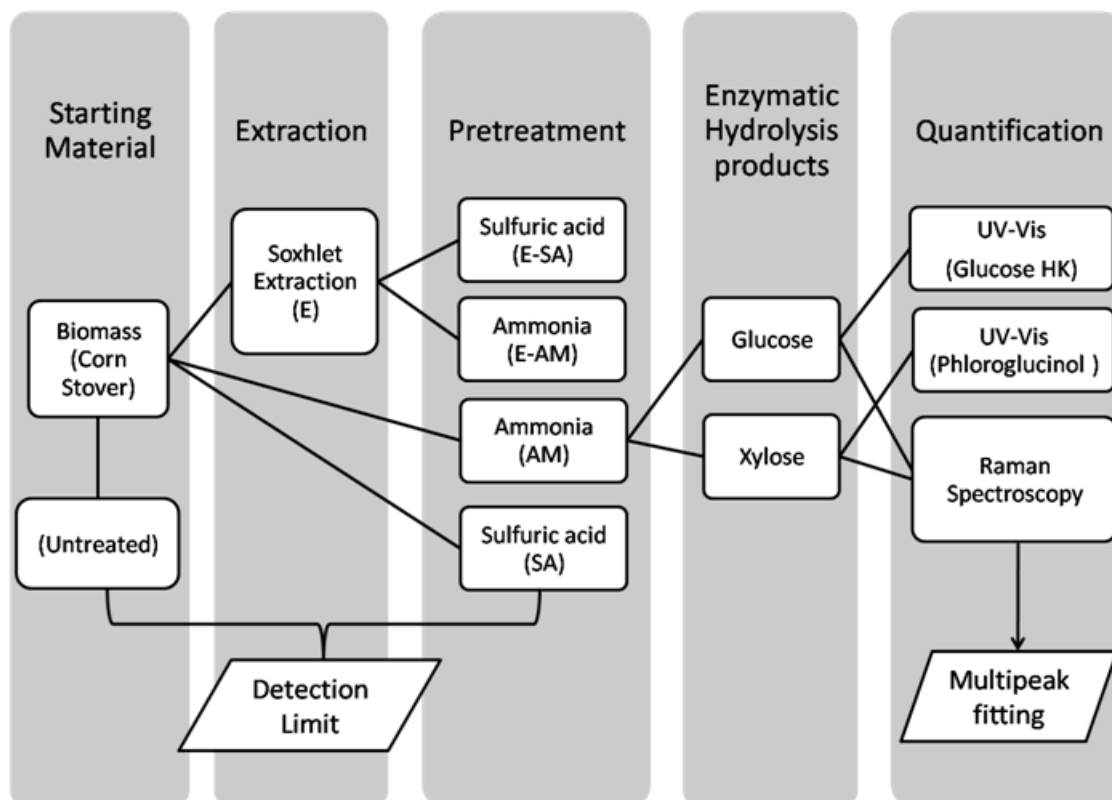 Starting
Material
Extraction
Pretreatment
Enzymatic
Hydrolysis
products
Quantification
Biomass
(Corn
Stover)
(Untreated)
Soxhlet
Extraction
(E)
Sulfuric acid
(E-SA)
Ammonia
(E-AM)
Ammonia
(AM)
Sulfuric acid
(SA)
Glucose
Xylose
UV-Vis
(Glucose HK)
UV-Vis
(Phloroglucinol )
Raman
Spectroscopy
Detection
Limit
Multipeak
fitting